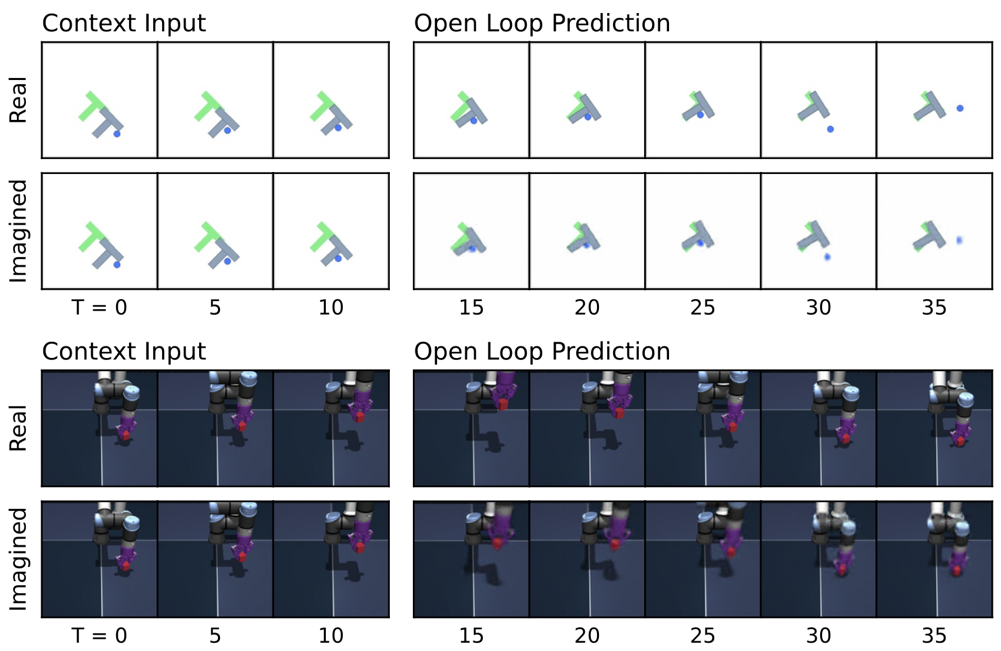 Context Input Open Loop Prediction
Real
Imagined
T = 0 5 10 15 20 25 30 35
Context Input Open Loop Prediction
Real
Imagined
T = 0 5 10 15 20 25 30 35